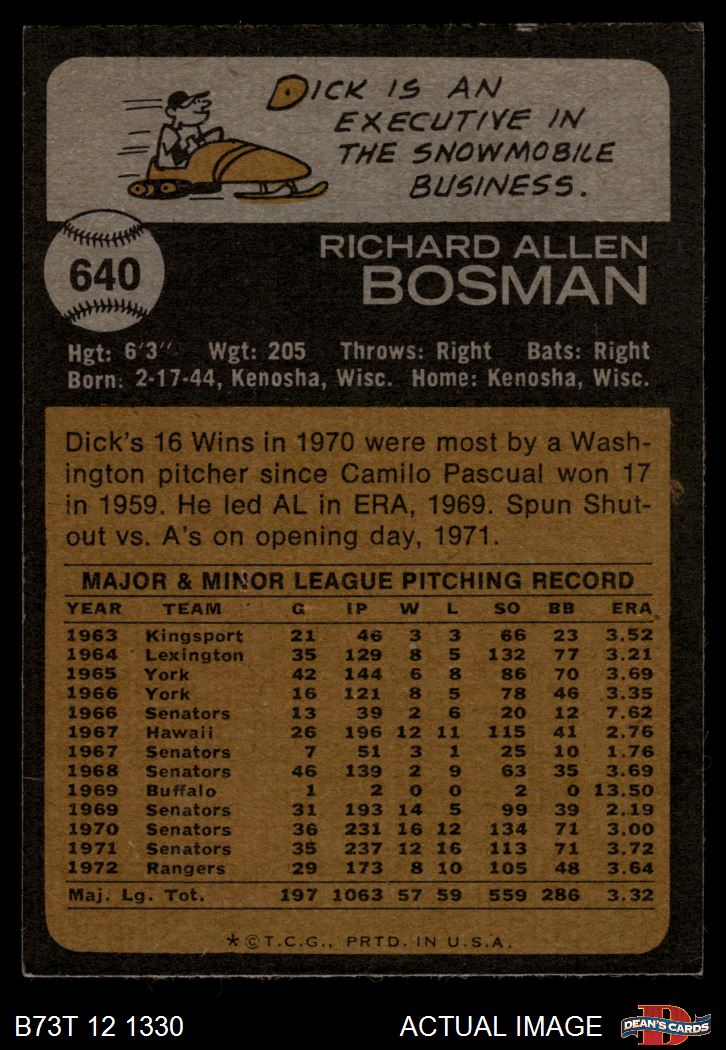 DICK IS AN
EXECUTIVE IN
THE SNOWMOBILE
BUSINESS.
640
RICHARD ALLEN
BOSMAN
Hgt: 6'3" Wgt: 205 Throws: Right Bats: Right
Born: 2-17-44, Kenosha, Wisc. Home: Kenosha, Wisc.
Dick's 16 Wins in 1970 were most by a Wash-
ington pitcher since Camilo Pascual won 17
in 1959. He led AL in ERA, 1969. Spun Shut-
out vs. A's on opening day, 1971.
MAJOR & MINOR LEAGUE PITCHING RECORD
YEAR TEAM G IP W L SO BB ERA
1963 Kingsport 21 46 3 3 66 23 3.52
1964 Lexington 35 129 8 5 132 77 3.21
1965 York 42 144 6 8 86 70 3.69
1966 York 16 121 8 5 78 46 3.35
1966 Senators 13 39 2 6 20 12 7.62
1967 Hawaii 26 196 12 11 115 41 2.76
1967 Senators 7 51 3 1 25 10 1.76
1968 Senators 46 139 2 9 63 35 3.69
1969 Buffalo 1 2 0 0 2 0 13.50
1969 Senators 31 193 14 5 99 39 2.19
1970 Senators 36 231 16 12 134 71 3.00
1971 Senators 35 237 12 16 113 71 3.72
1972 Rangers 29 173 8 10 105 48 3.64
Maj. Lg. Tot. 197 1063 57 59 559 286 3.32
*©T.C.G., PRTD. IN U.S.A.
B73T 12 1330 ACTUAL IMAGE D DEAN'S CARDS